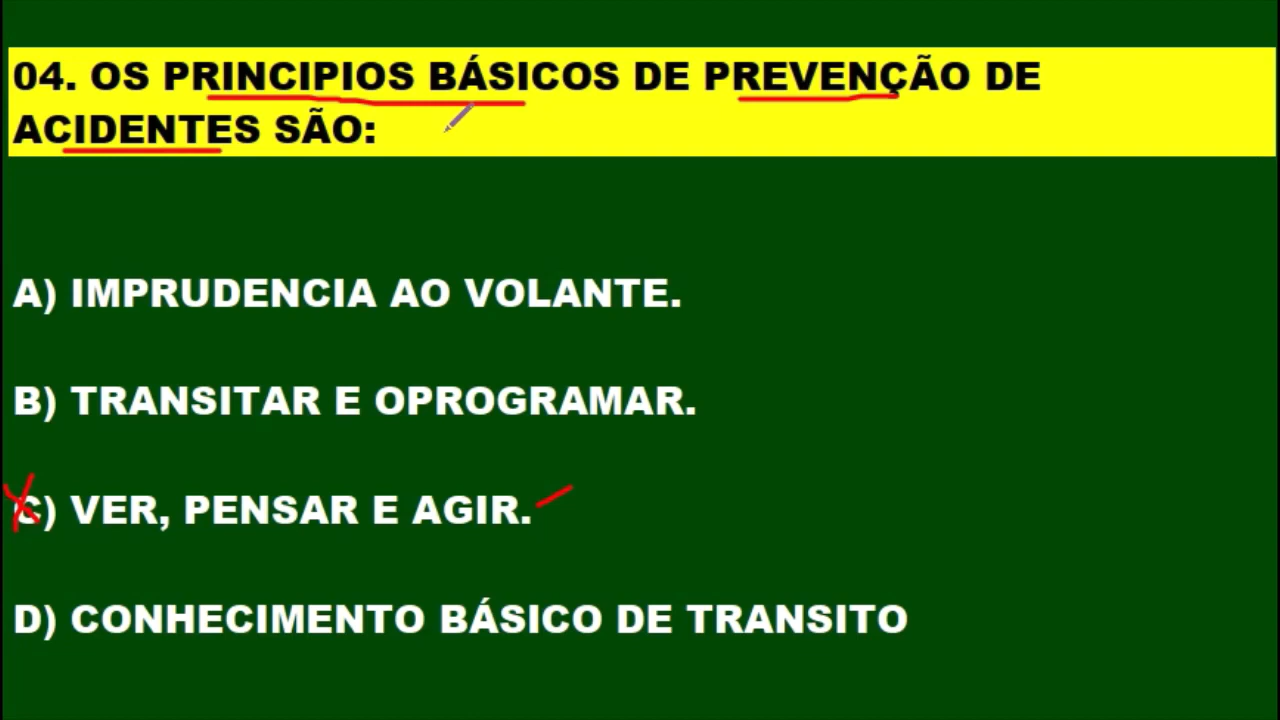 04. OS PRINCIPIOS BÁSICOS DE PREVENÇÃO DE
ACIDENTES SÃO:
A) IMPRUDENCIA AO VOLANTE.
B) TRANSITAR E OPROGRAMAR.
C) VER, PENSAR E AGIR.
D) CONHECIMENTO BÁSICO DE TRANSITO